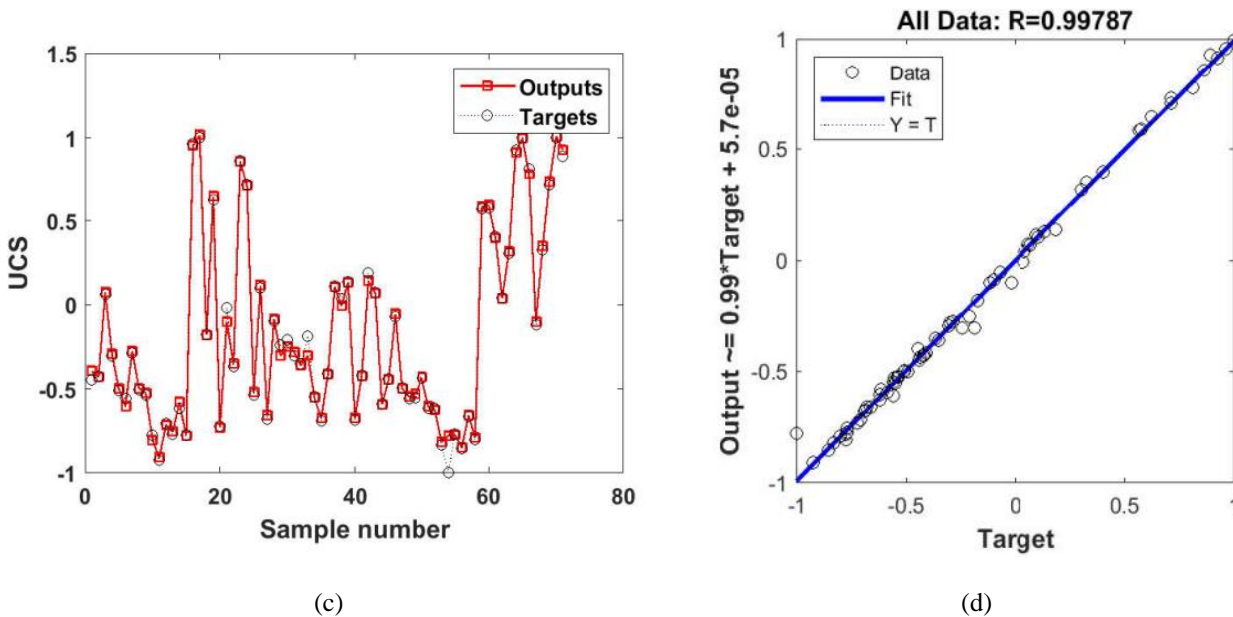 1.5
1
0.5
0
-0.5
-1
UCS
0
20
40
60
80
Sample number
Outputs
Targets
(c)
All Data: R=0.99787
Output ~= 0.99*Target + 5.7e-05
1
0.5
0
-0.5
-1
Data
Fit
Y = T
-1
-0.5
0
0.5
1
Target
(d)